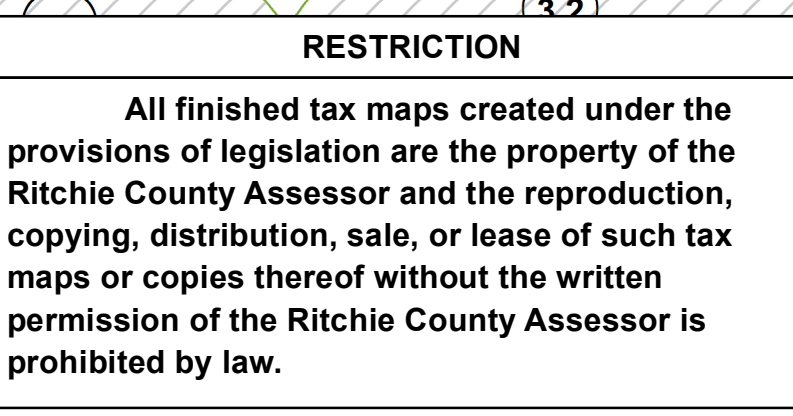 3.2
RESTRICTION
All finished tax maps created under the
provisions of legislation are the property of the
Ritchie County Assessor and the reproduction,
copying, distribution, sale, or lease of such tax
maps or copies thereof without the written
permission of the Ritchie County Assessor is
prohibited by law.